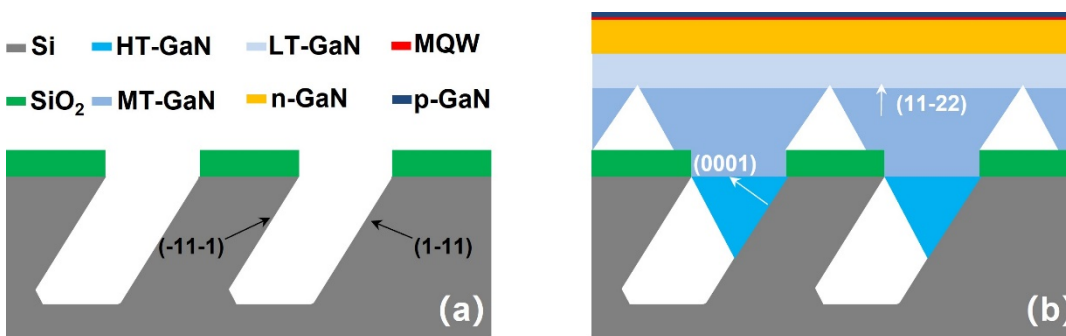 Si HT-GaN LT-GaN MQW
SiO2 MT-GaN n-GaN p-GaN
(-11-1) (1-11)
(a)
(11-22)
(0001)
(b)